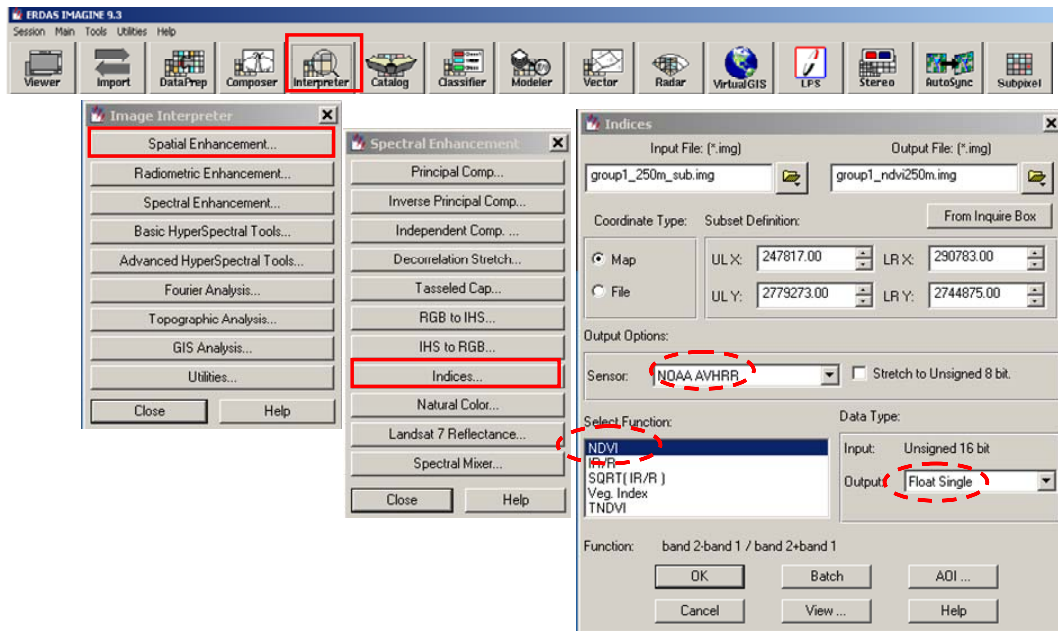 ERDAS IMAGINE 9.3
Session Main Tools Utilities Help
Viewer Import DataPrep Composer Interpreter Catalog Classifier Modeler Vector Radar VirtualGIS LPS Stereo AutoSync Subpixel
Image Interpreter
Spatial Enhancement...
Radiometric Enhancement...
Spectral Enhancement...
Basic HyperSpectral Tools...
Advanced HyperSpectral Tools...
Fourier Analysis...
Topographic Analysis...
GIS Analysis...
Utilities...
Close Help
Spectral Enhancement
Principal Comp...
Inverse Principal Comp...
Independent Comp. ...
Decorrelation Stretch...
Tasseled Cap...
RGB to IHS...
IHS to RGB...
Indices...
Natural Color...
Landsat 7 Reflectance...
Spectral Mixer...
Close Help
Indices
Input File: (*.img) Output File: (*.img)
group1_250m_sub.img group1_ndvi250m.img
Coordinate Type: Subset Definition: From Inquire Box
Map ULX: 247817.00 LR X: 290783.00
File UL Y: 2779273.00 LR Y: 2744875.00
Output Options:
Sensor: NOAA AVHRR Stretch to Unsigned 8 bit.
Select Function: Data Type:
NDVI
IR/R
SQRT( IR/R )
Veg. Index
TNDVI
Input: Unsigned 16 bit
Output: Float Single
Function: band 2-band 1 / band 2+band 1
OK Batch AOI ...
Cancel View ... Help